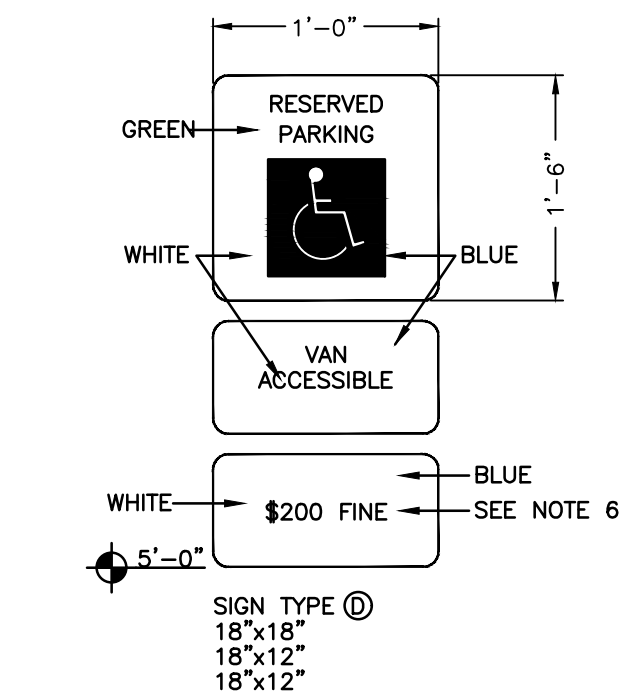 1'-0"
RESERVED
PARKING
GREEN
1'-6"
WHITE
BLUE
VAN
ACCESSIBLE
BLUE
WHITE
$200 FINE
SEE NOTE 6
5'-0"
SIGN TYPE D
18"x18"
18"x12"
18"x12"